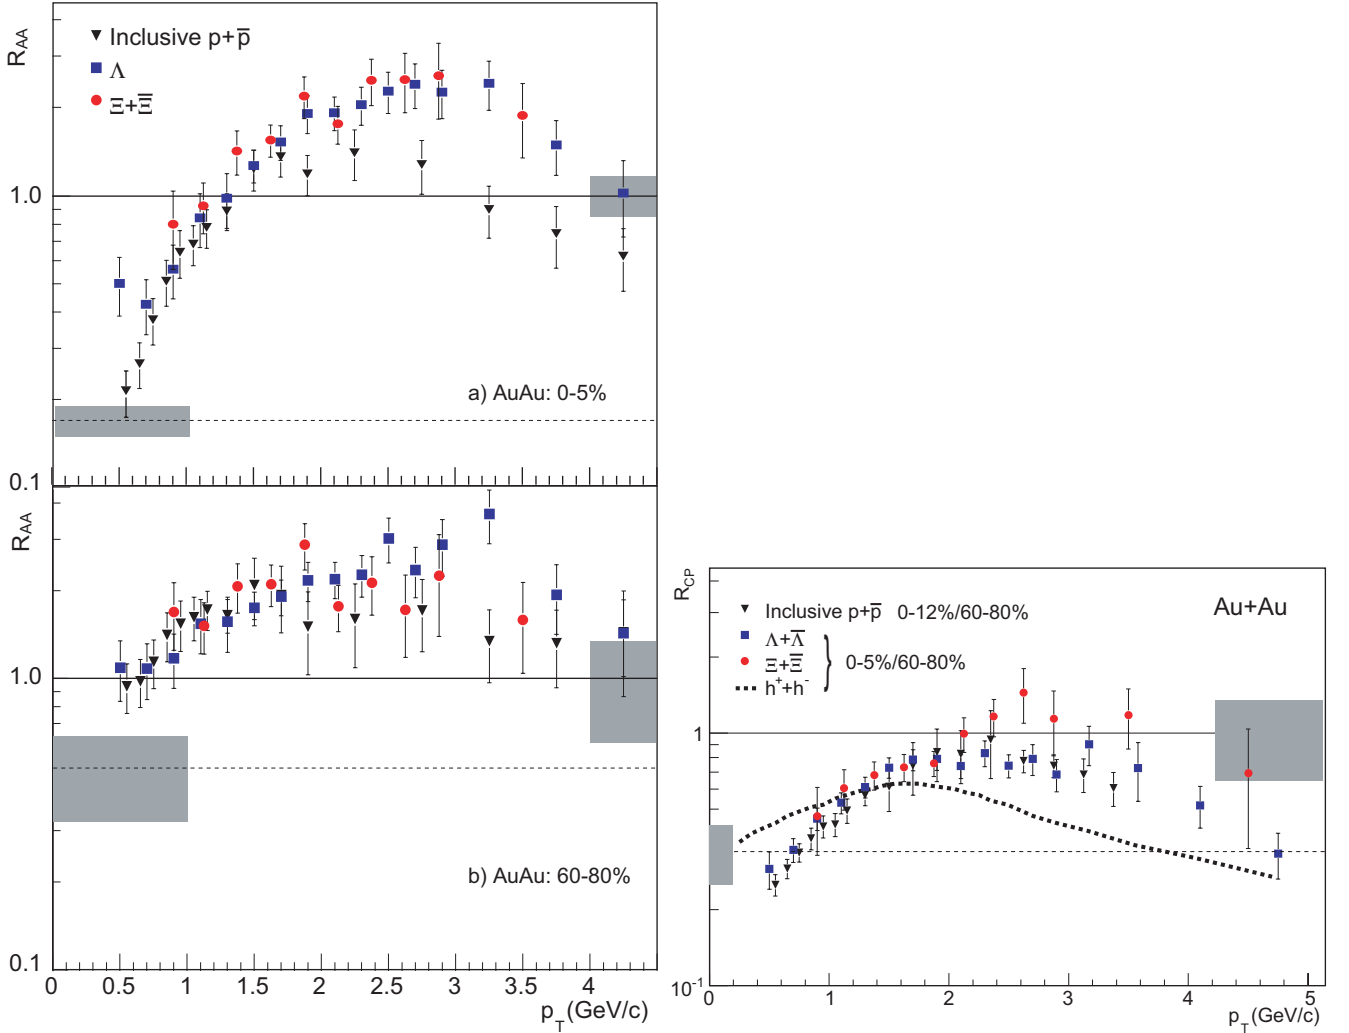 R_AA
Inclusive p+p̅
Λ
Ξ+Ξ̅
1.0
a) AuAu: 0-5%
0.1
R_AA
1.0
b) AuAu: 60-80%
0.1
0 0.5 1 1.5 2 2.5 3 3.5 4
p_T(GeV/c)
R_CP
Inclusive p+p̅ 0-12%/60-80%
Au+Au
Λ+Λ̅
Ξ+Ξ̅
0-5%/60-80%
h⁺+h⁻
1
10⁻¹
0 1 2 3 4 5
p_T(GeV/c)